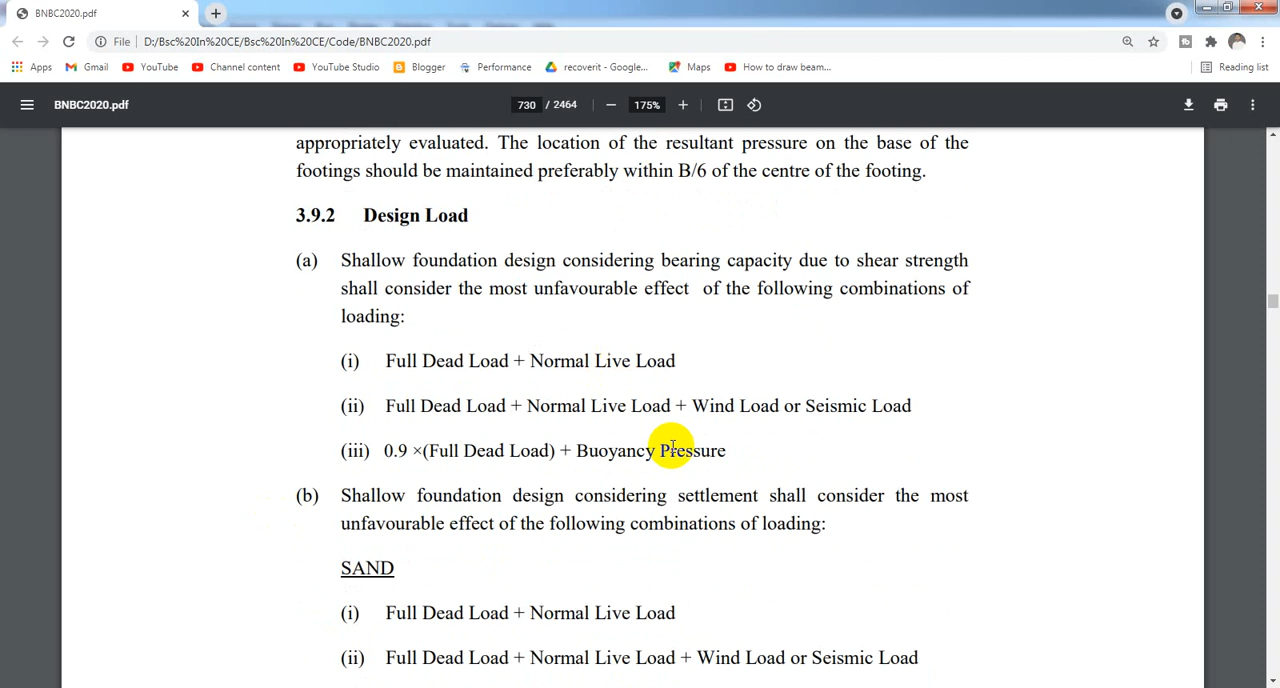 BNBC2020.pdf
File | D:/Bsc%20In%20CE/Bsc%20In%20CE/Code/BNBC2020.pdf
Apps Gmail YouTube Channel content YouTube Studio Blogger Performance recoverit - Google... Maps How to draw beam... Reading list
BNBC2020.pdf 730 / 2464 175%
appropriately evaluated. The location of the resultant pressure on the base of the
footings should be maintained preferably within B/6 of the centre of the footing.
3.9.2 Design Load
(a) Shallow foundation design considering bearing capacity due to shear strength
shall consider the most unfavourable effect of the following combinations of
loading:
(i) Full Dead Load + Normal Live Load
(ii) Full Dead Load + Normal Live Load + Wind Load or Seismic Load
(iii) 0.9 ×(Full Dead Load) + Buoyancy Pressure
(b) Shallow foundation design considering settlement shall consider the most
unfavourable effect of the following combinations of loading:
SAND
(i) Full Dead Load + Normal Live Load
(ii) Full Dead Load + Normal Live Load + Wind Load or Seismic Load